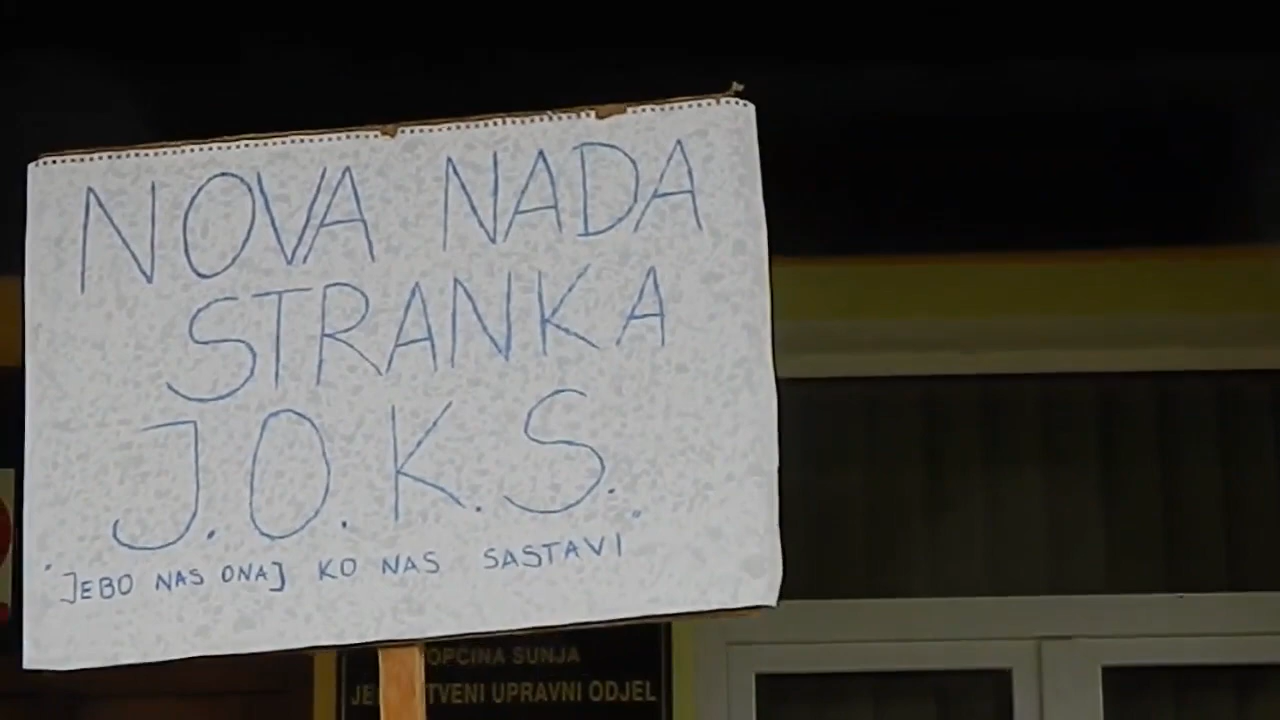 NOVA NADA
STRANKA
J.O.K.S.
"JEBO NAS ONAJ KO NAS SASTAVI"
OPĆINA SUNJA
UPRAVNI ODJEL